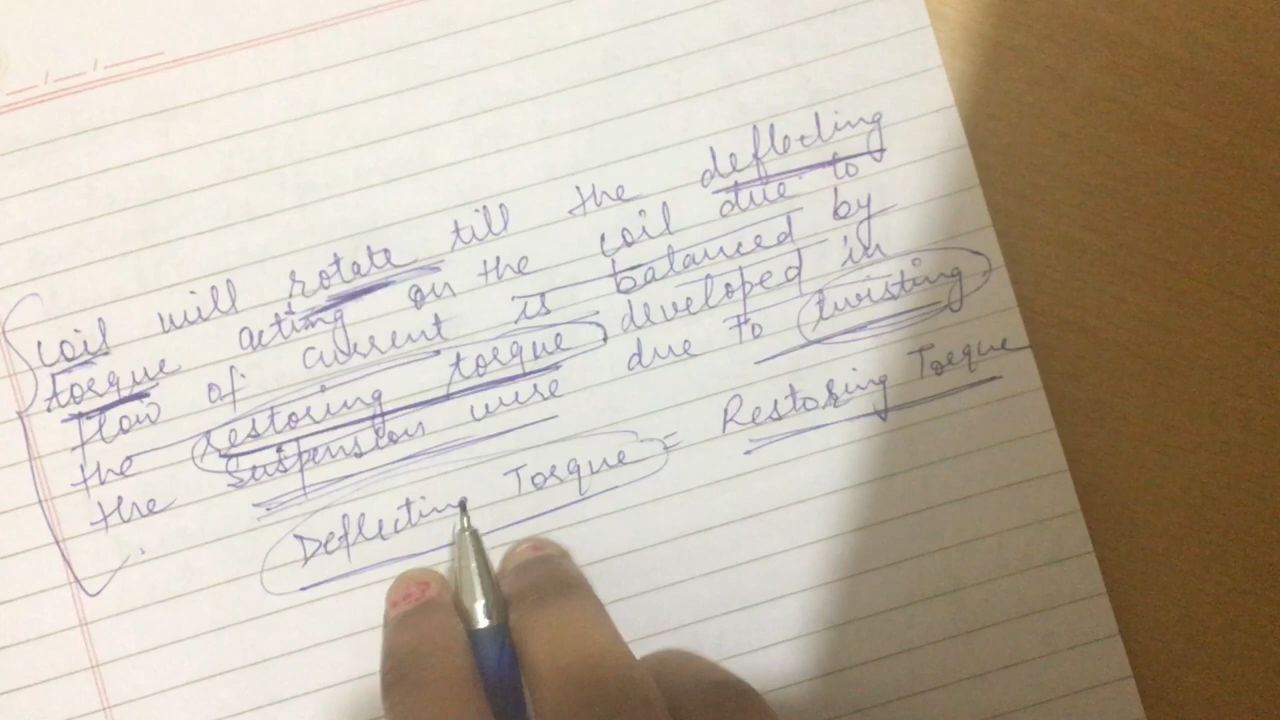 coil will rotate till the deflecting
torque acting on the coil due to
flow of current is balanced by
the restoring torque developed in
the suspension wire due to twisting
Deflecting Torque = Restoring Torque